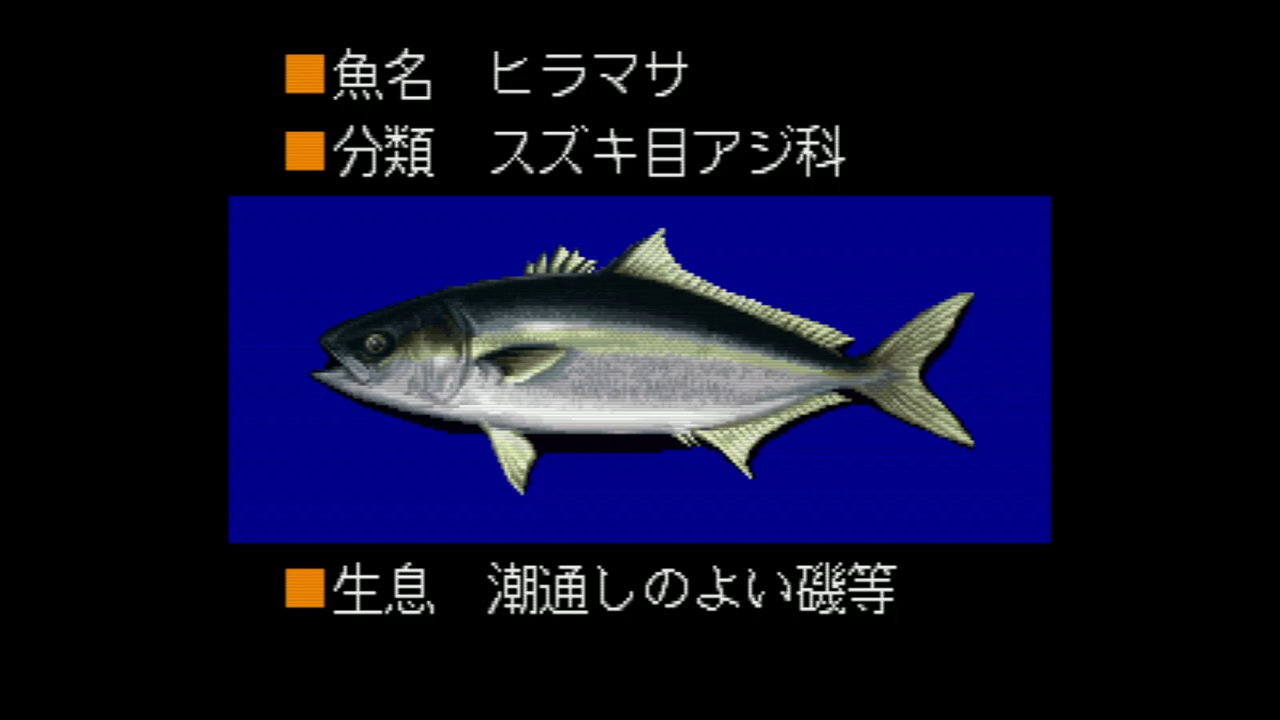 ■魚名　ヒラマサ
■分類　スズキ目アジ科
■生息　潮通しのよい磯等